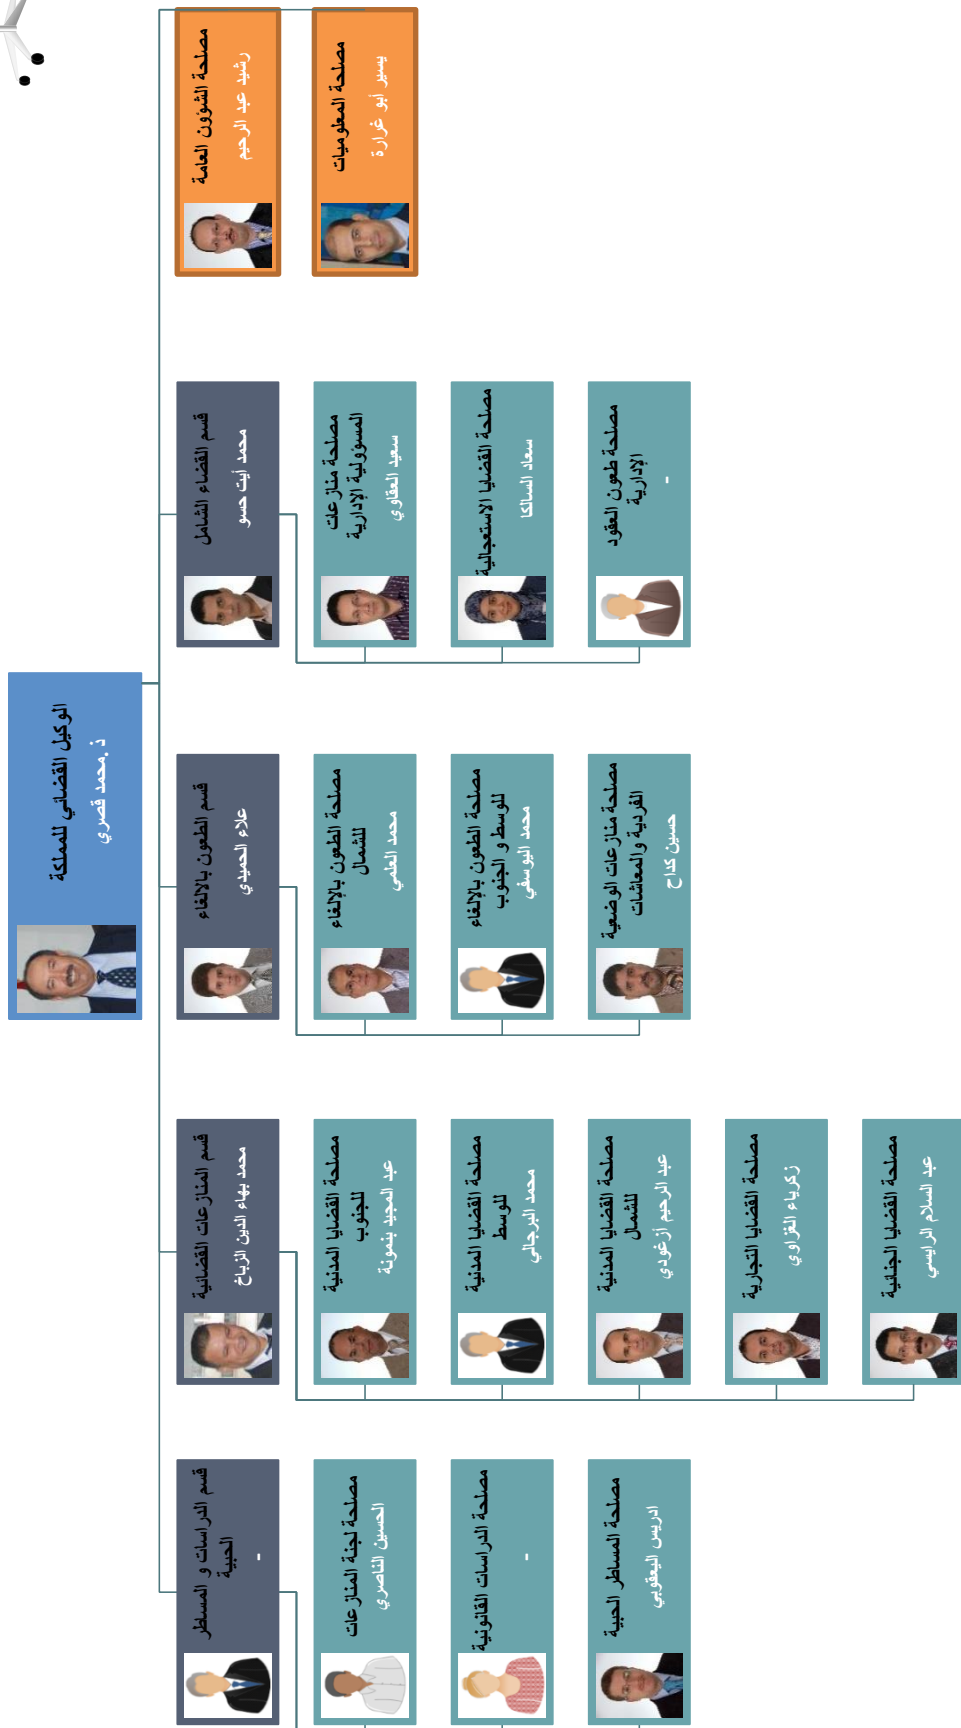 الوكيل القضائي للمملكة
ذ .محمد قصري
مصلحة الشؤون العامة
رشيد عبد الرحيم
مصلحة المعلوميات
يسير أبو غرارة
قسم القضاء الشامل
محمد أيت حسو
مصلحة منازعات
المسؤولية الإدارية
سعيد العقاوي
مصلحة القضايا الاستعجالية
سعاد السالكا
مصلحة طعون العقود
الإدارية
-
قسم الطعون بالالغاء
علاء الحميدي
مصلحة الطعون بالإلغاء
للشمال
محمد العلمي
مصلحة الطعون بالإلغاء
للوسط و الجنوب
محمد اليوسفي
مصلحة منازعات الوضعية
الفردية والمعاشات
حسين كداح
قسم المنازعات القضائية
محمد بهاء الدين الزباخ
مصلحة القضايا المدنية
للجنوب
عبد المجيد بنمونة
مصلحة القضايا المدنية
للوسط
محمد البرجالي
مصلحة القضايا المدنية
للشمال
عبد الرحيم أزغودي
مصلحة القضايا التجارية
زكرياء الغزاوي
مصلحة القضايا الجنائية
عبد السلام الرايسي
قسم الدراسات و المساطر
الحبية
-
مصلحة لجنة المنازعات
الحسين الناصري
مصلحة الدراسات القانونية
-
مصلحة المساطر الحبية
ادريس اليعقوبي